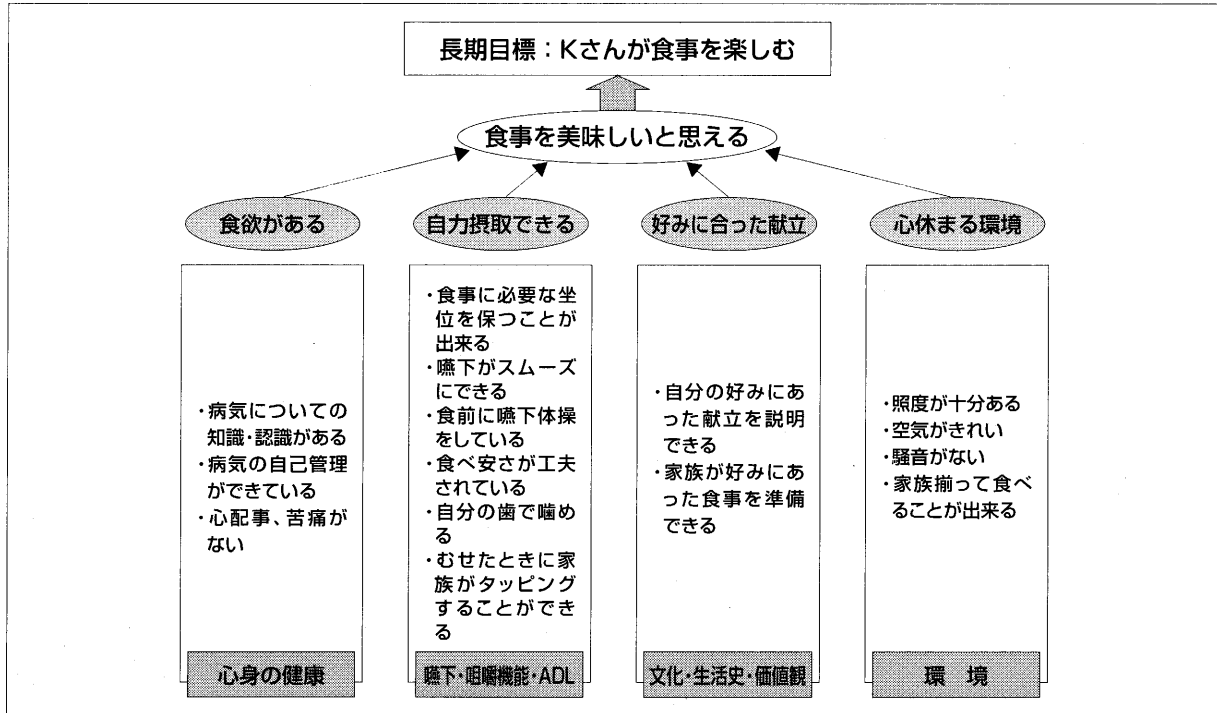 長期目標：Kさんが食事を楽しむ
食事を美味しいと思える
食欲がある
自力摂取できる
好みに合った献立
心休まる環境
・病気についての
知識・認識がある
・病気の自己管理
ができている
・心配事、苦痛が
ない
・食事に必要な坐
位を保つことが
出来る
・嚥下がスムーズ
にできる
・食前に嚥下体操
をしている
・食べ安さが工夫
されている
・自分の歯で噛め
る
・むせたときに家
族がタッピング
することができ
る
・自分の好みにあ
った献立を説明
できる
・家族が好みにあ
った食事を準備
できる
・照度が十分ある
・空気がきれい
・騒音がない
・家族揃って食べ
ることが出来る
心身の健康
嚥下・咀嚼機能・ADL
文化・生活史・価値観
環　境